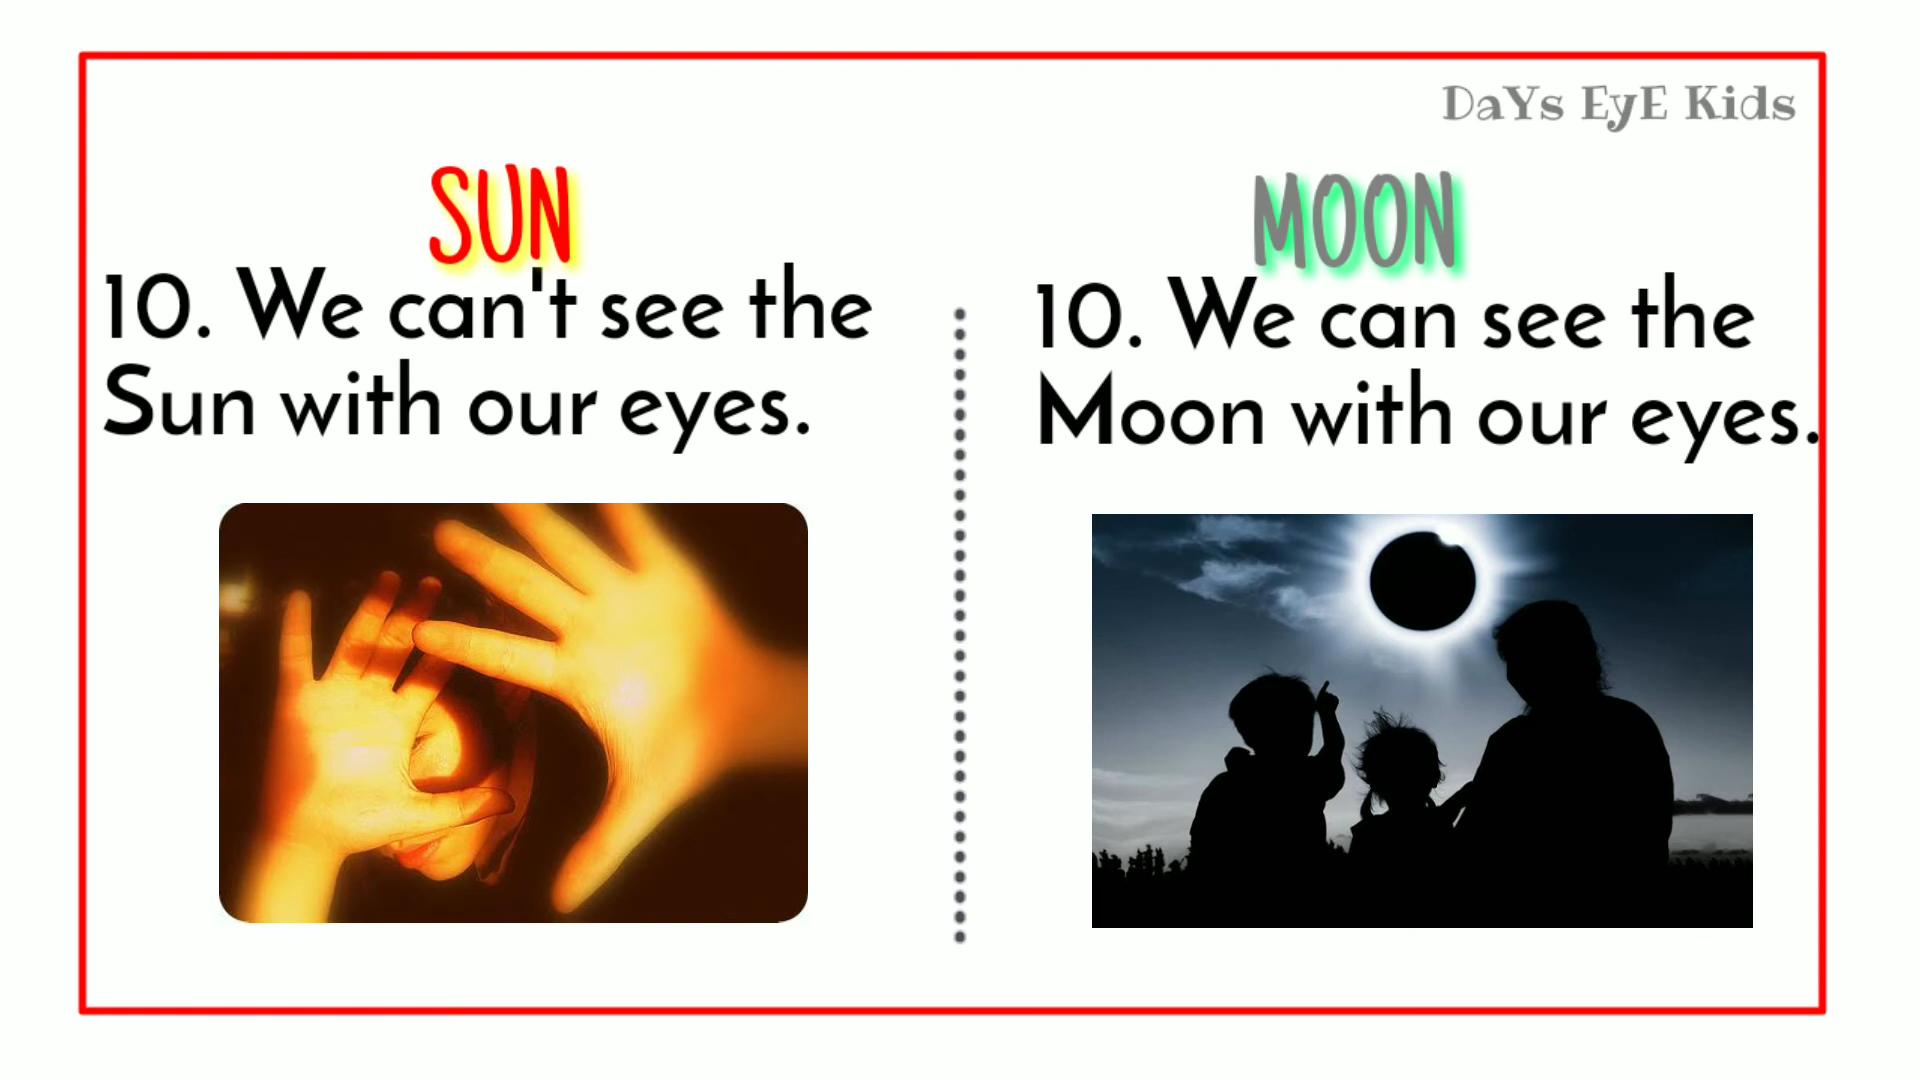 DaYs EyE Kids
SUN
10. We can't see the
Sun with our eyes.
MOON
10. We can see the
Moon with our eyes.